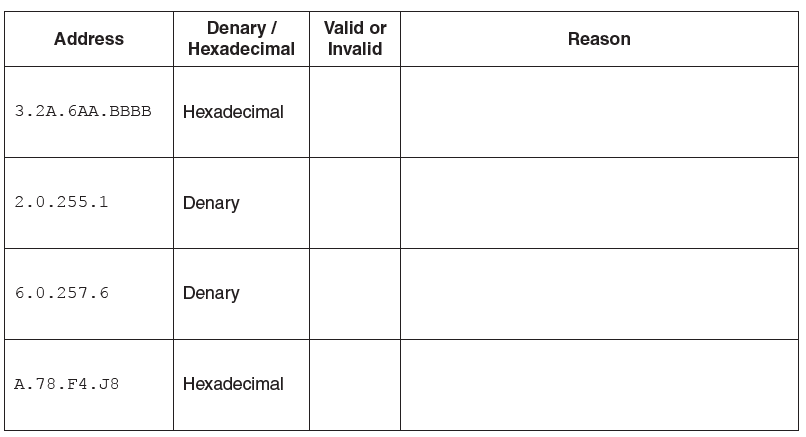 Address
Denary /
Hexadecimal
Valid or
Invalid
Reason
3.2A.6AA.BBBB
Hexadecimal
2.0.255.1
Denary
6.0.257.6
Denary
A.78.F4.J8
Hexadecimal